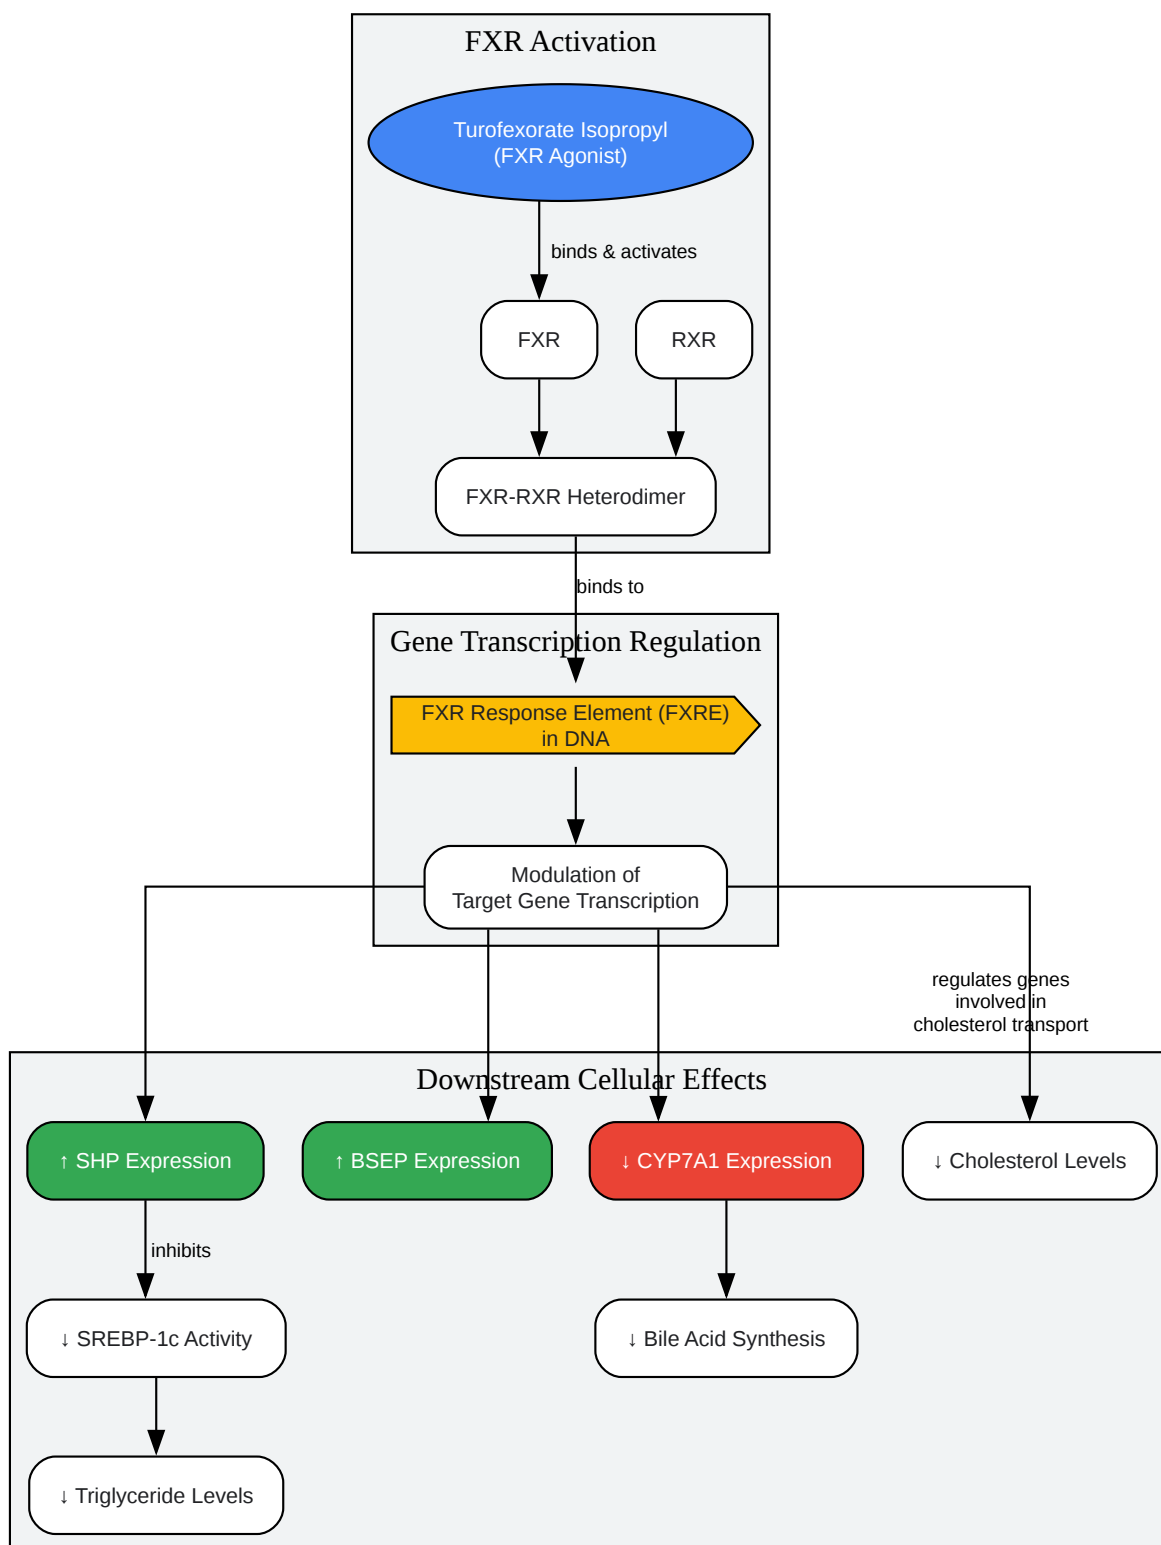 FXR Activation
Turofexorate Isopropyl
(FXR Agonist)
binds & activates
FXR
RXR
FXR-RXR Heterodimer
binds to
Gene Transcription Regulation
FXR Response Element (FXRE)
in DNA
Modulation of
Target Gene Transcription
regulates genes
involved in
cholesterol transport
Downstream Cellular Effects
↑ SHP Expression
↑ BSEP Expression
↓ CYP7A1 Expression
↓ Cholesterol Levels
inhibits
↓ SREBP-1c Activity
↓ Bile Acid Synthesis
↓ Triglyceride Levels